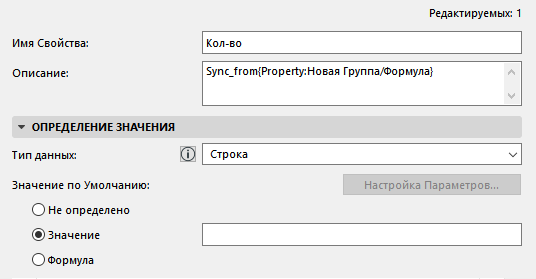 Редактируемых: 1
Имя Свойства: Кол-во
Описание: Sync_from{Property:Новая Группа/Формула}
ОПРЕДЕЛЕНИЕ ЗНАЧЕНИЯ
Тип данных: Строка
Значение по Умолчанию: Настройка Параметров...
Не определено
Значение
Формула